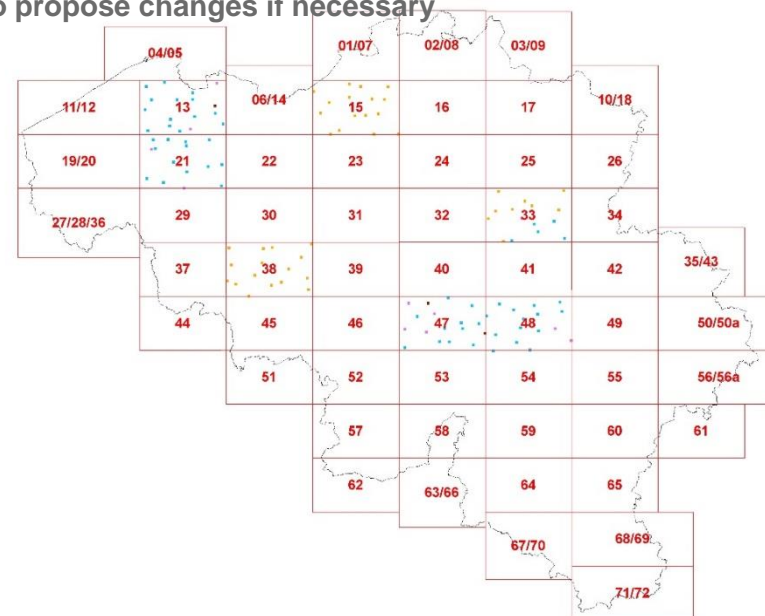 o propose changes if necessary
04/05 01/07 02/08 03/09
11/12 13 06/14 15 16 17 10/18
19/20 21 22 23 24 25 26
27/28/36 29 30 31 32 33 34
37 38 39 40 41 42 35/43
44 45 46 47 48 49 50/50a
51 52 53 54 55 56/56a
57 58 59 60 61
62 63/66 64 65
67/70 68/69
71/72